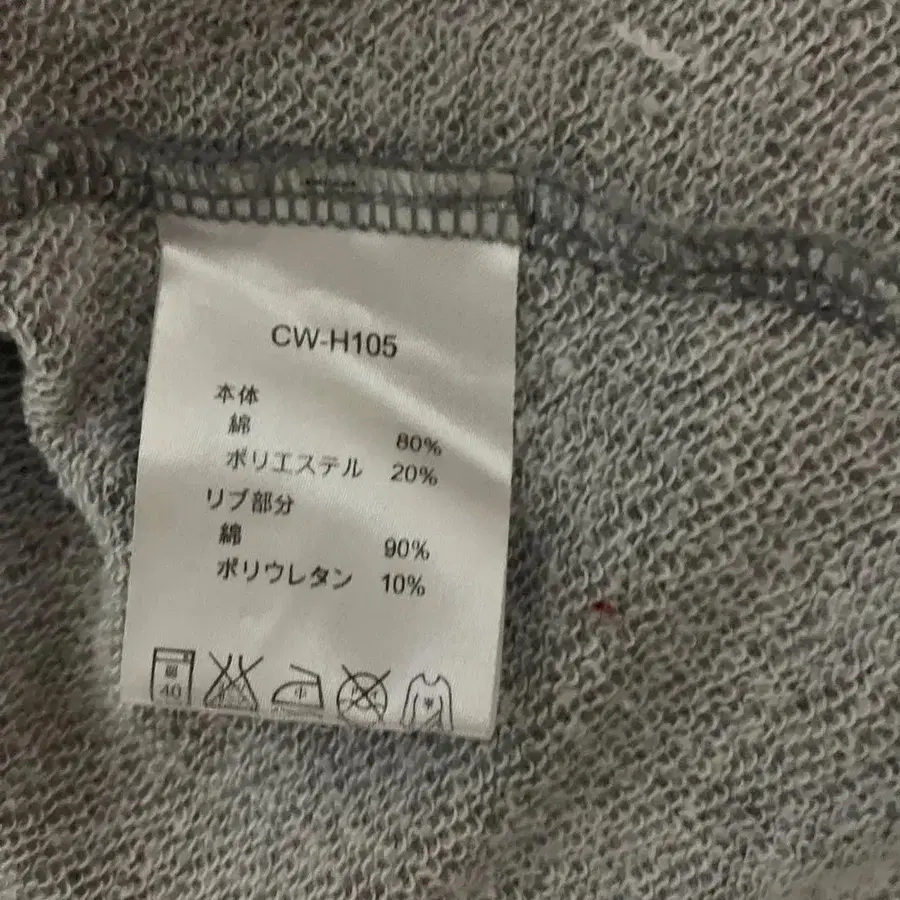 CW-H105
本体
綿 80%
ポリエステル 20%
リブ部分
綿 90%
ポリウレタン 10%
40